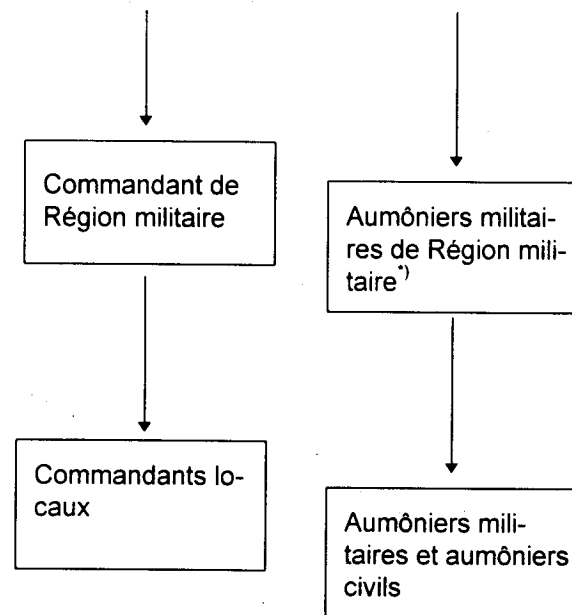 Commandant de
Région militaire
Aumôniers militai-
res de Région mili-
taire*)
Commandants lo-
caux
Aumôniers mili-
taires et aumôniers
civils